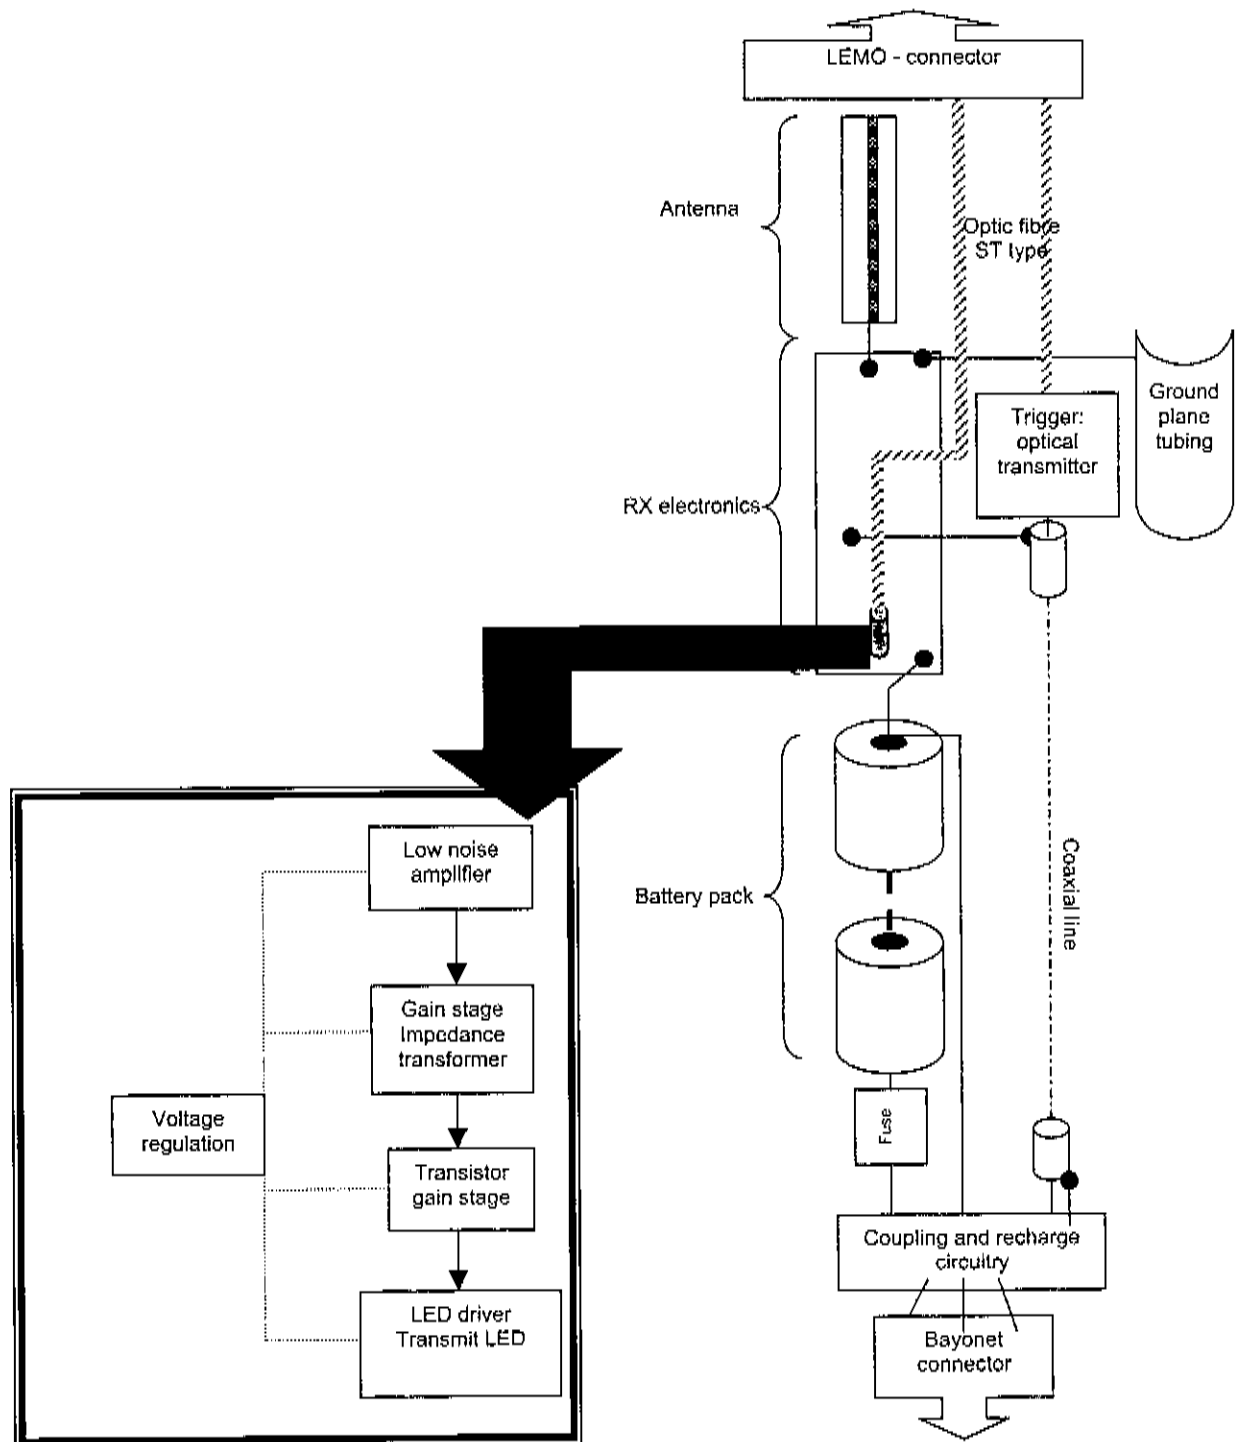 LEMO - connector
Antenna
Optic fibre
ST type
Ground
plane
tubing
Trigger:
optical
transmitter
RX electronics
Low noise
amplifier
Battery pack
Coaxial line
Gain stage
Impedance
transformer
Voltage
regulation
Fuse
Transistor
gain stage
Coupling and recharge
circuitry
LED driver
Transmit LED
Bayonet
connector